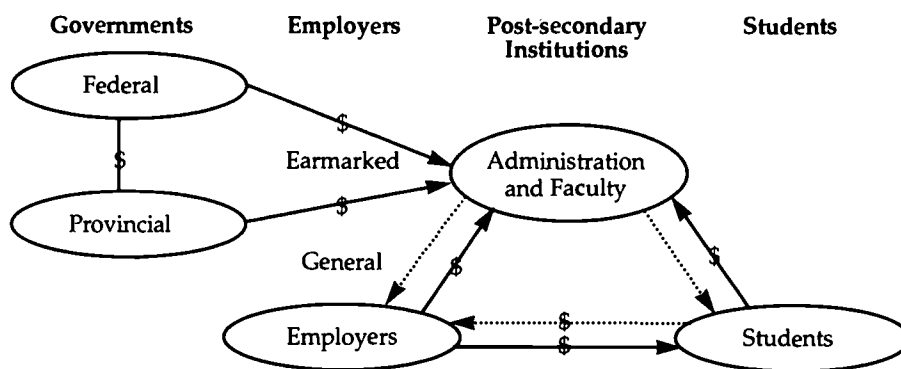 Governments Employers Post-secondary Institutions Students
Federal
$
$
Earmarked
Administration
and Faculty
$
Provincial
$
General
$
$
Employers
$
$
Students